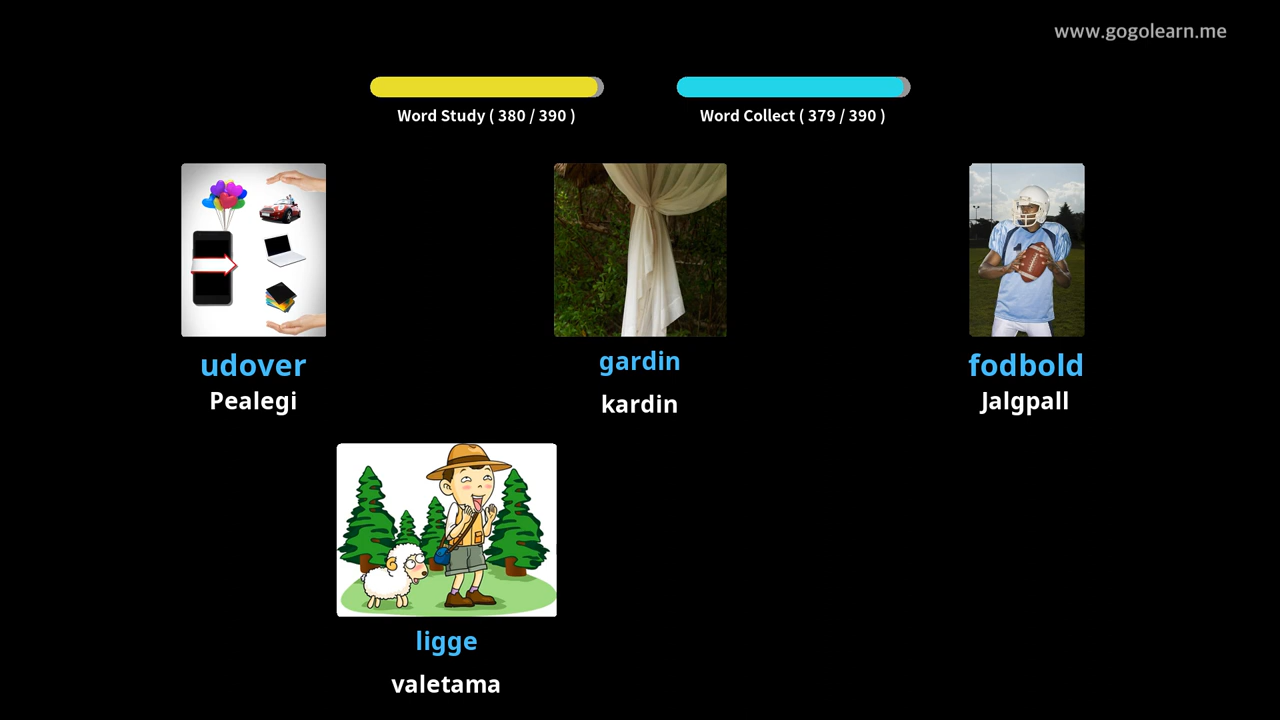 www.gogolearn.me
Word Study ( 380 / 390 )
Word Collect ( 379 / 390 )
udover
Pealegi
gardin
kardin
fodbold
Jalgpall
ligge
valetama